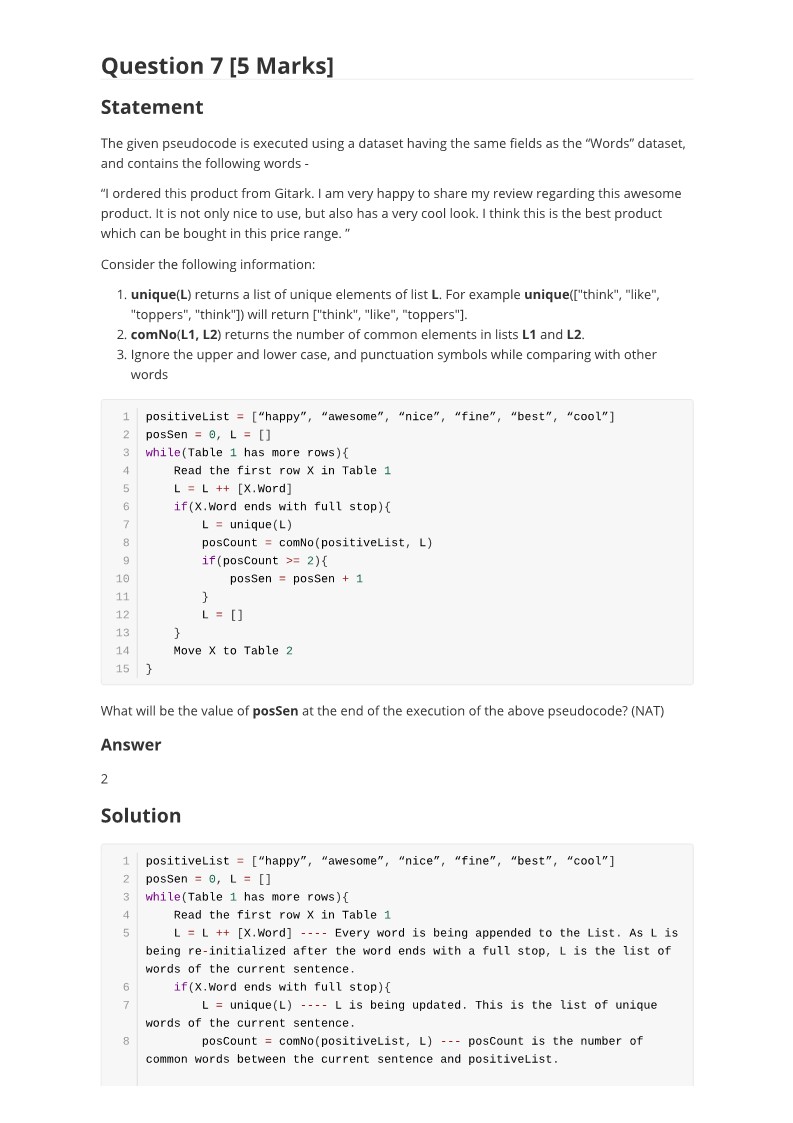 Question 7 [5 Marks]
Statement
The given pseudocode is executed using a dataset having the same fields as the “Words” dataset,
and contains the following words -
“I ordered this product from Gitark. I am very happy to share my review regarding this awesome
product. It is not only nice to use, but also has a very cool look. I think this is the best product
which can be bought in this price range. ”
Consider the following information:
1. unique(L) returns a list of unique elements of list L. For example unique(["think", "like",
"toppers", "think"]) will return ["think", "like", "toppers"].
2. comNo(L1, L2) returns the number of common elements in lists L1 and L2.
3. Ignore the upper and lower case, and punctuation symbols while comparing with other
words
1 positiveList = [“happy”, “awesome”, “nice”, “fine”, “best”, “cool”]
2 posSen = 0, L = []
3 while(Table 1 has more rows){
4     Read the first row X in Table 1
5     L = L ++ [X.Word]
6     if(X.Word ends with full stop){
7         L = unique(L)
8         posCount = comNo(positiveList, L)
9         if(posCount >= 2){
10             posSen = posSen + 1
11         }
12         L = []
13     }
14     Move X to Table 2
15 }
What will be the value of posSen at the end of the execution of the above pseudocode? (NAT)
Answer
2
Solution
1 positiveList = [“happy”, “awesome”, “nice”, “fine”, “best”, “cool”]
2 posSen = 0, L = []
3 while(Table 1 has more rows){
4     Read the first row X in Table 1
5     L = L ++ [X.Word] ---- Every word is being appended to the List. As L is
being re-initialized after the word ends with a full stop, L is the list of
words of the current sentence.
6     if(X.Word ends with full stop){
7         L = unique(L) ---- L is being updated. This is the list of unique
words of the current sentence.
8         posCount = comNo(positiveList, L) --- posCount is the number of
common words between the current sentence and positiveList.